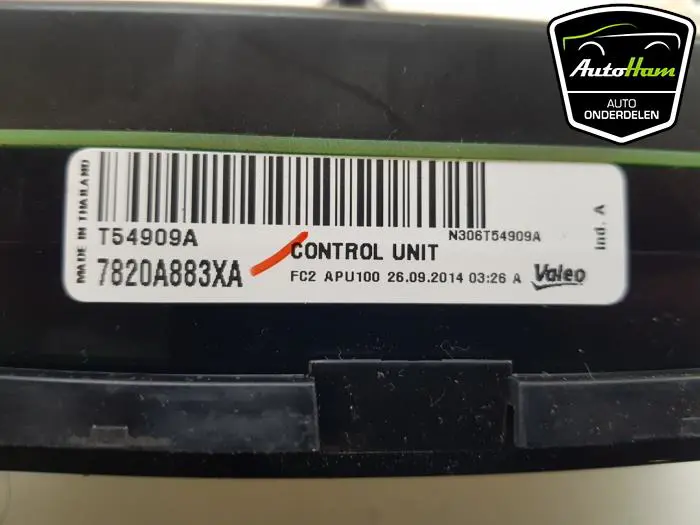 AutoHam
AUTO
ONDERDELEN
MADE IN THAILAND
T54909A
N306T54909A
ind. A
7820A883XA
CONTROL UNIT
FC2 APU100 26.09.2014 03:26 A
Valeo